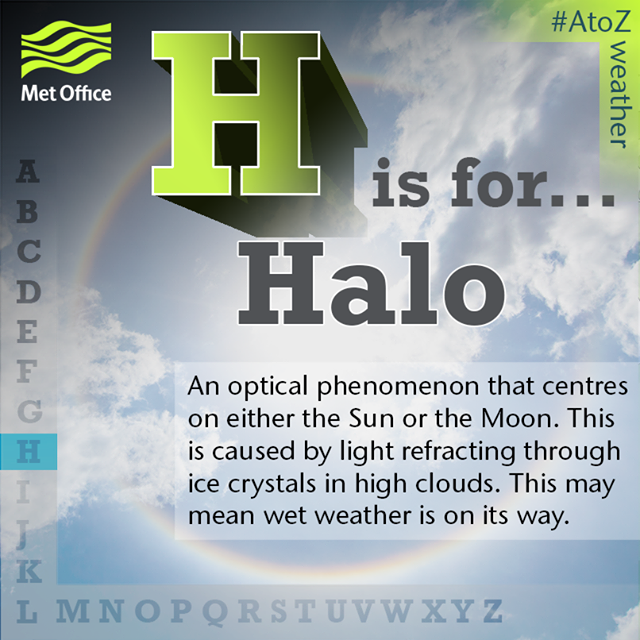 Met Office
#AtoZ
weather
H
is for...
Halo
An optical phenomenon that centres
on either the Sun or the Moon. This
is caused by light refracting through
ice crystals in high clouds. This may
mean wet weather is on its way.
A
B
C
D
E
F
G
H
I
J
K
L M N O P Q R S T U V W X Y Z